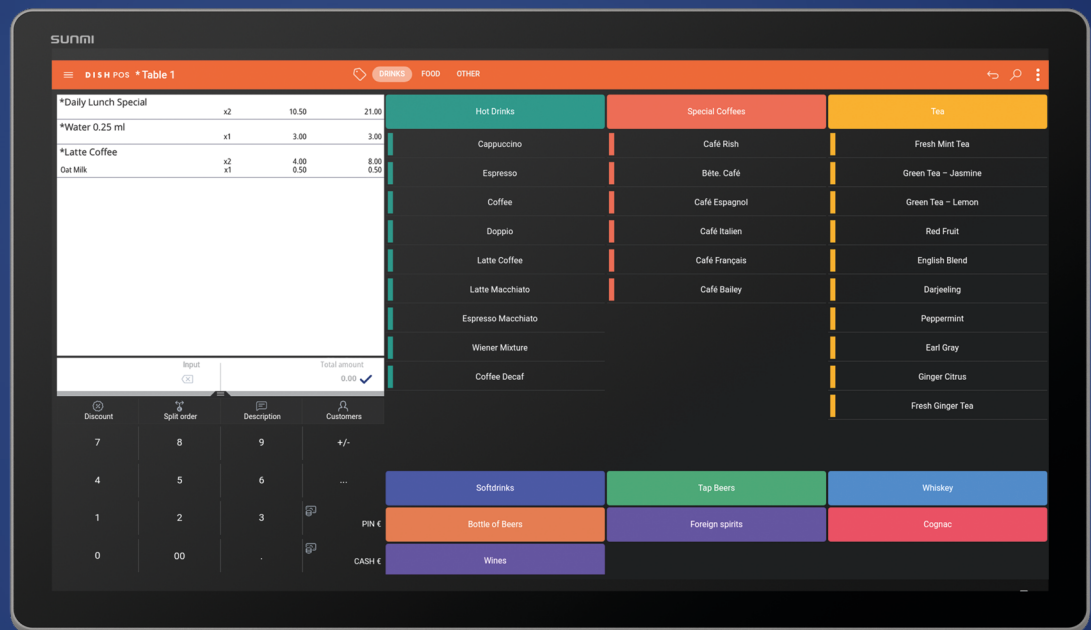 SUNMI
DISH POS * Table 1
DRINKS FOOD OTHER
*Daily Lunch Special
x2 10.50 21.00
*Water 0.25 ml
x1 3.00 3.00
*Latte Coffee
x2 4.00 8.00
Oat Milk x1 0.50 0.50
Input
Total amount
0.00
Discount
Split order
Description
Customers
7 8 9 +/-
4 5 6 ...
1 2 3 PIN €
0 00 . CASH €
Hot Drinks
Cappuccino
Espresso
Coffee
Doppio
Latte Coffee
Latte Macchiato
Espresso Macchiato
Wiener Mixture
Coffee Decaf
Special Coffees
Café Rish
Béte. Café
Café Espagnol
Café Italien
Café Français
Café Bailey
Tea
Fresh Mint Tea
Green Tea – Jasmine
Green Tea – Lemon
Red Fruit
English Blend
Darjeeling
Peppermint
Earl Gray
Ginger Citrus
Fresh Ginger Tea
Softdrinks
Tap Beers
Whiskey
Bottle of Beers
Foreign spirits
Cognac
Wines